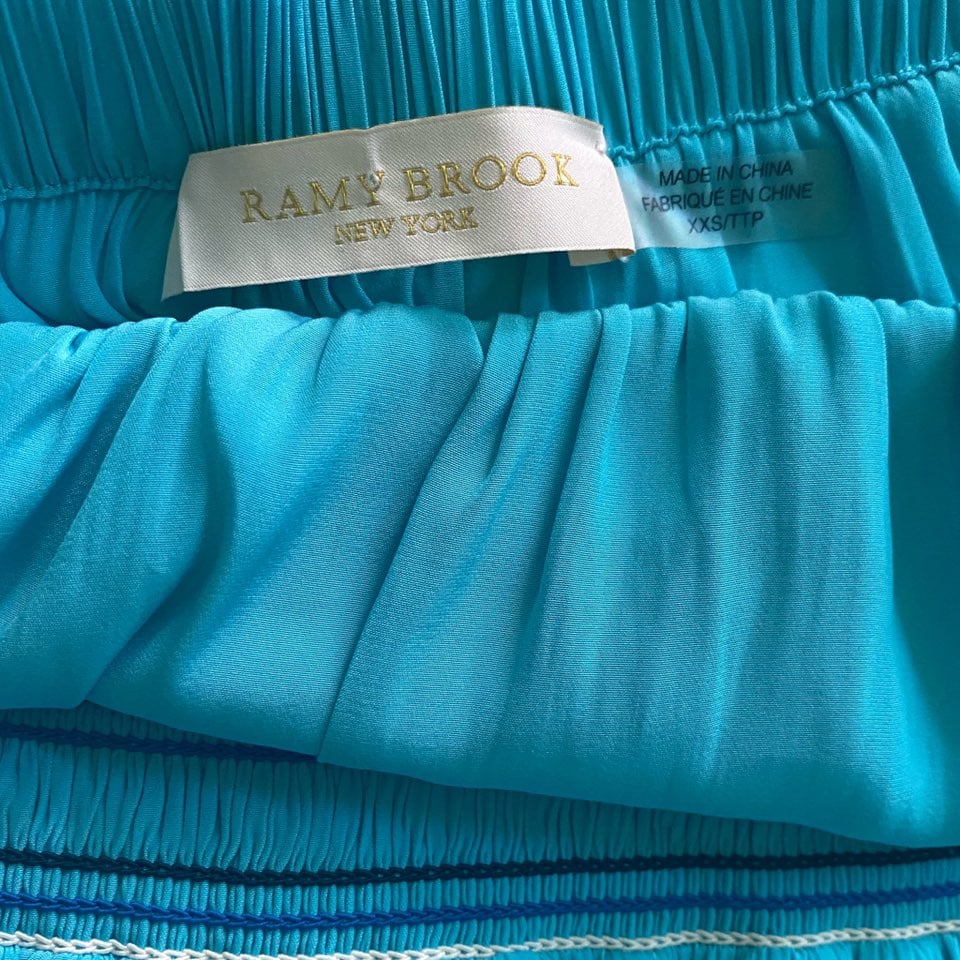 RAMY BROOK
NEW YORK
MADE IN CHINA
FABRIQUÉ EN CHINE
XXS/TTP